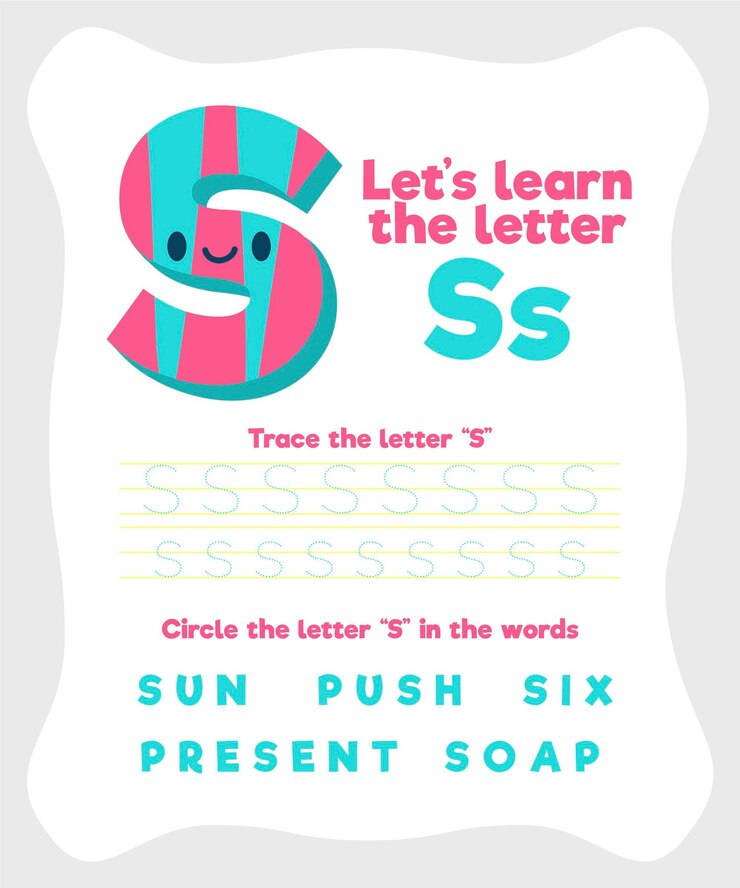 S
Let's learn
the letter
Ss
Trace the letter “S”
S S S S S S S S
s s s s s s s s s
Circle the letter “S” in the words
SUN PUSH SIX
PRESENT SOAP